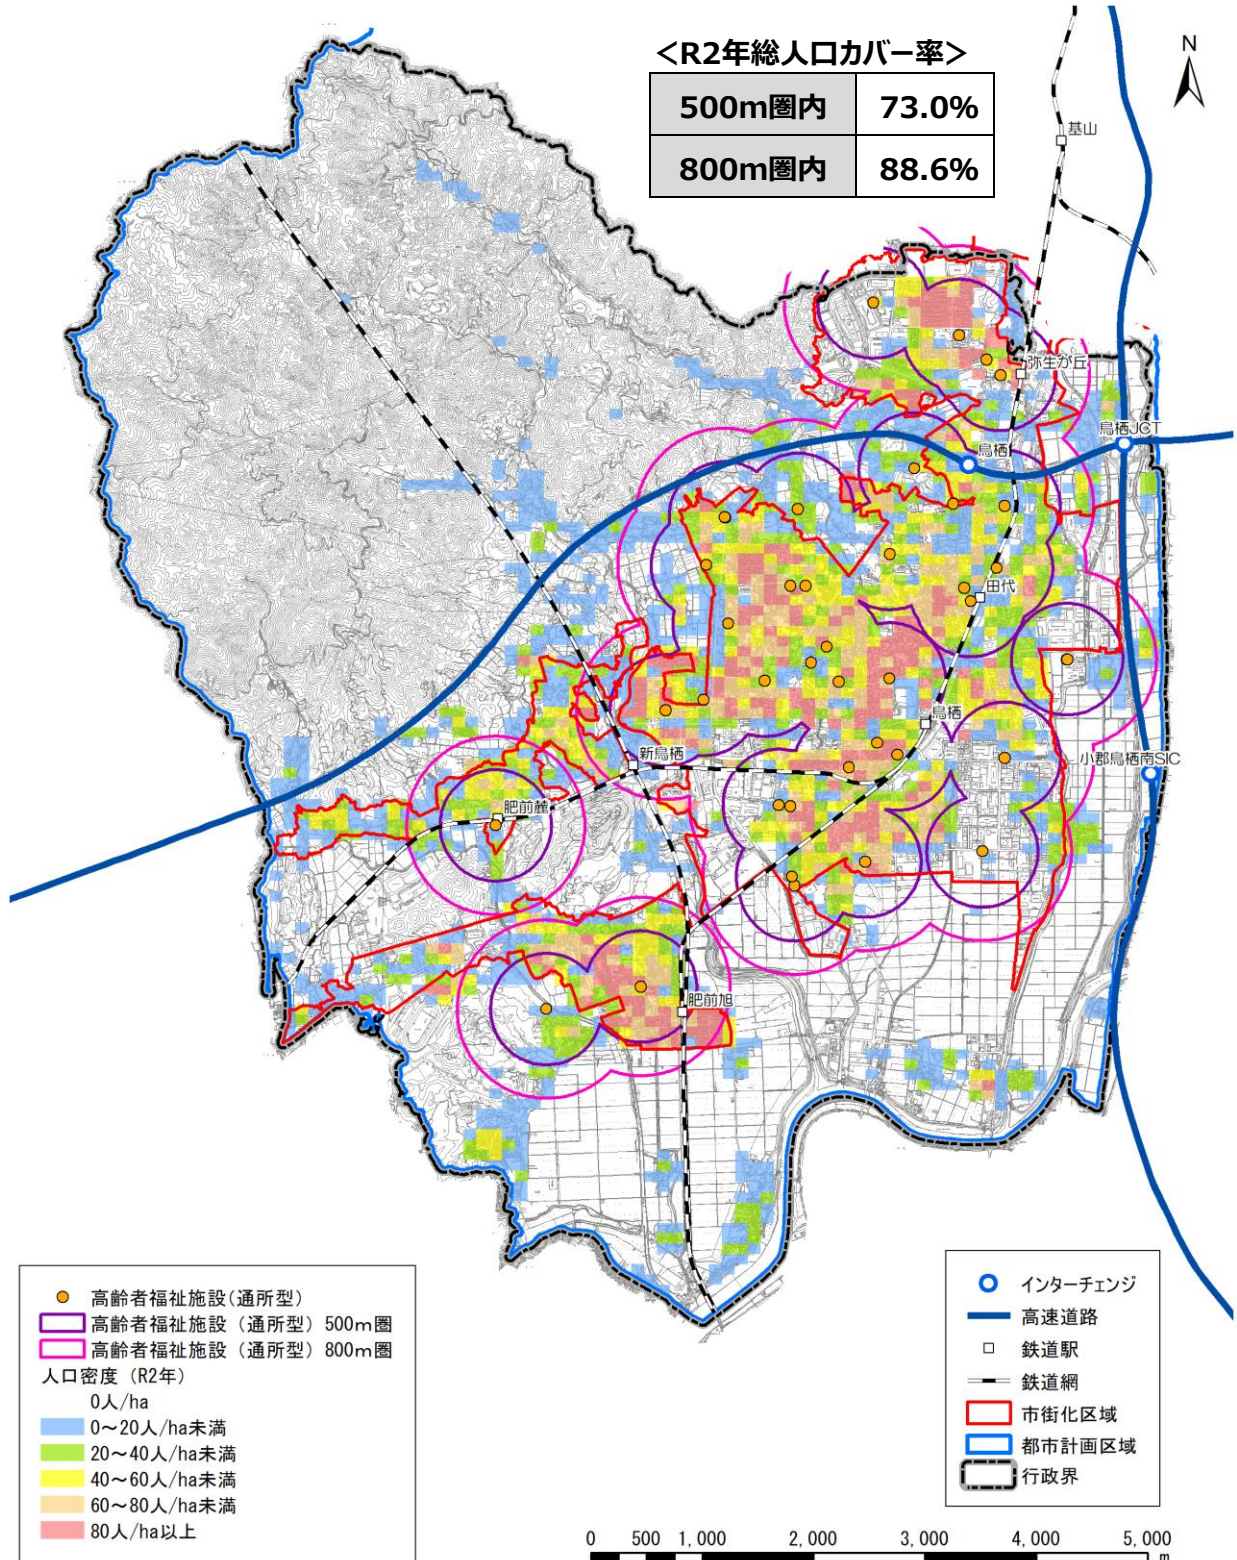 <R2年総人口カバー率>
500m圏内 73.0%
800m圏内 88.6%
N
基山
弥生が丘
鳥栖JCT
鳥栖
田代
鳥栖
新鳥栖
小郡鳥栖南SIC
肥前麓
肥前旭
高齢者福祉施設(通所型)
高齢者福祉施設（通所型）500m圏
高齢者福祉施設（通所型）800m圏
人口密度（R2年）
0人/ha
0～20人/ha未満
20～40人/ha未満
40～60人/ha未満
60～80人/ha未満
80人/ha以上
インターチェンジ
高速道路
鉄道駅
鉄道網
市街化区域
都市計画区域
行政界
0 500 1,000 2,000 3,000 4,000 5,000
m